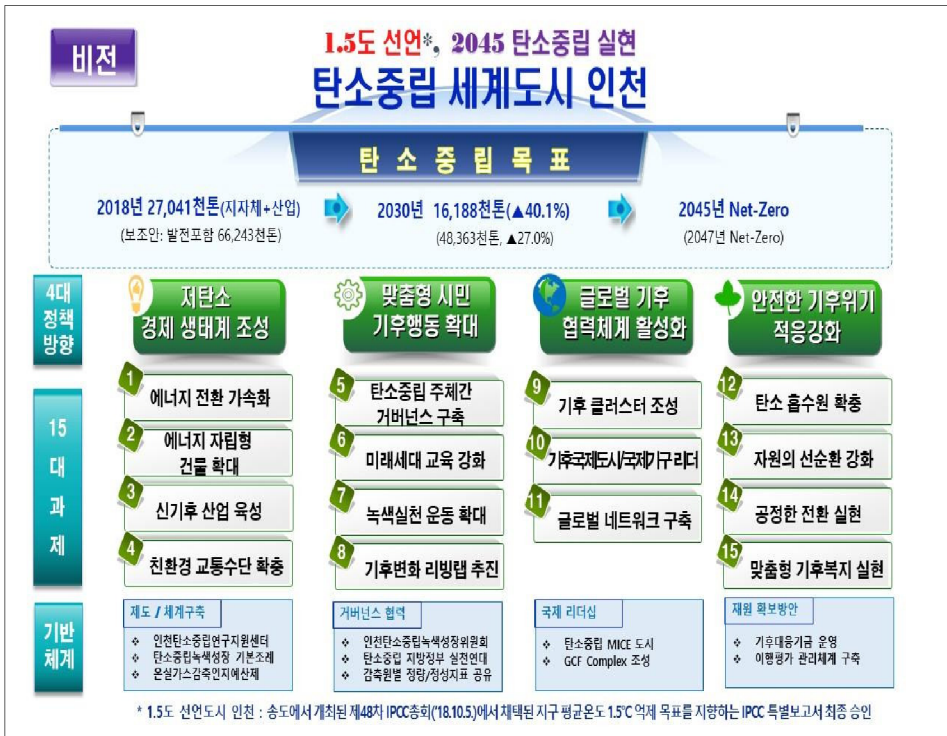 비전
1.5도 선언*, 2045 탄소중립 실현
탄소중립 세계도시 인천
탄 소 중 립 목 표
2018년 27,041천톤(지자체+산업)
(보조안: 발전포함 66,243천톤)
2030년 16,188천톤(▲40.1%)
(48,363천톤, ▲27.0%)
2045년 Net-Zero
(2047년 Net-Zero)
4대
정책
방향
저탄소
경제 생태계 조성
맞춤형 시민
기후행동 확대
글로벌 기후
협력체계 활성화
안전한 기후위기
적응강화
15
대
과
제
1
에너지 전환 가속화
2
에너지 자립형
건물 확대
3
신기후 산업 육성
4
친환경 교통수단 확충
5
탄소중립 주체간
거버넌스 구축
6
미래세대 교육 강화
7
녹색실천 운동 확대
8
기후변화 리빙랩 추진
9
기후 클러스터 조성
10
기후국제도시/국제기구 리더
11
글로벌 네트워크 구축
12
탄소 흡수원 확충
13
자원의 선순환 강화
14
공정한 전환 실현
15
맞춤형 기후복지 실현
기반
체계
제도 / 체계구축
❖ 인천탄소중립연구지원센터
❖ 탄소중립녹색성장 기본조례
❖ 온실가스감축인지예산제
거버넌스 협력
❖ 인천탄소중립녹색성장위원회
❖ 탄소중립 지방정부 실천연대
❖ 감축원별 정량/정성지표 공유
국제 리더십
❖ 탄소중립 MICE 도시
❖ GCF Complex 조성
재원 확보방안
❖ 기후대응기금 운영
❖ 이행평가 관리체계 구축
* 1.5도 선언도시 인천 : 송도에서 개최된 제48차 IPCC총회('18.10.5.)에서 채택된 지구 평균온도 1.5℃ 억제 목표를 지향하는 IPCC 특별보고서 최종 승인